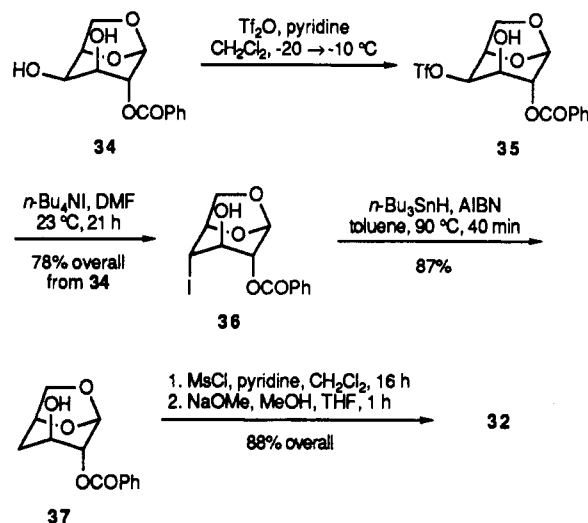 O
OH
HO
O
OCOPh
34
Tf₂O, pyridine
CH₂Cl₂, -20 → -10 °C
O
OH
TfO
O
OCOPh
35
n-Bu₄NI, DMF
23 °C, 21 h
78% overall
from 34
O
OH
O
I
OCOPh
36
n-Bu₃SnH, AIBN
toluene, 90 °C, 40 min
87%
O
OH
O
OCOPh
37
1. MsCl, pyridine, CH₂Cl₂, 16 h
2. NaOMe, MeOH, THF, 1 h
88% overall
32